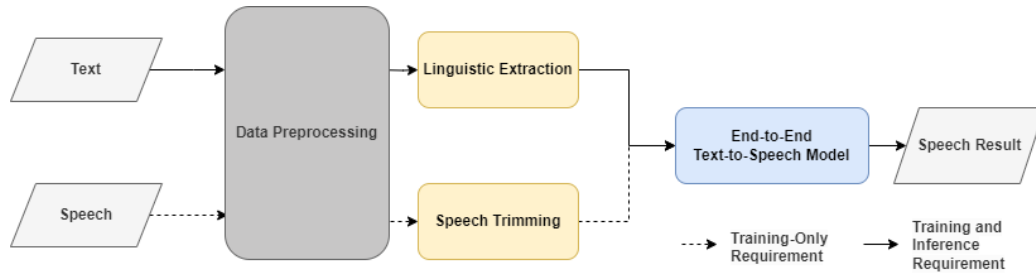 Text
Linguistic Extraction
Data Preprocessing
End-to-End
Text-to-Speech Model
Speech Result
Speech
Speech Trimming
Training-Only
Requirement
Training and
Inference
Requirement